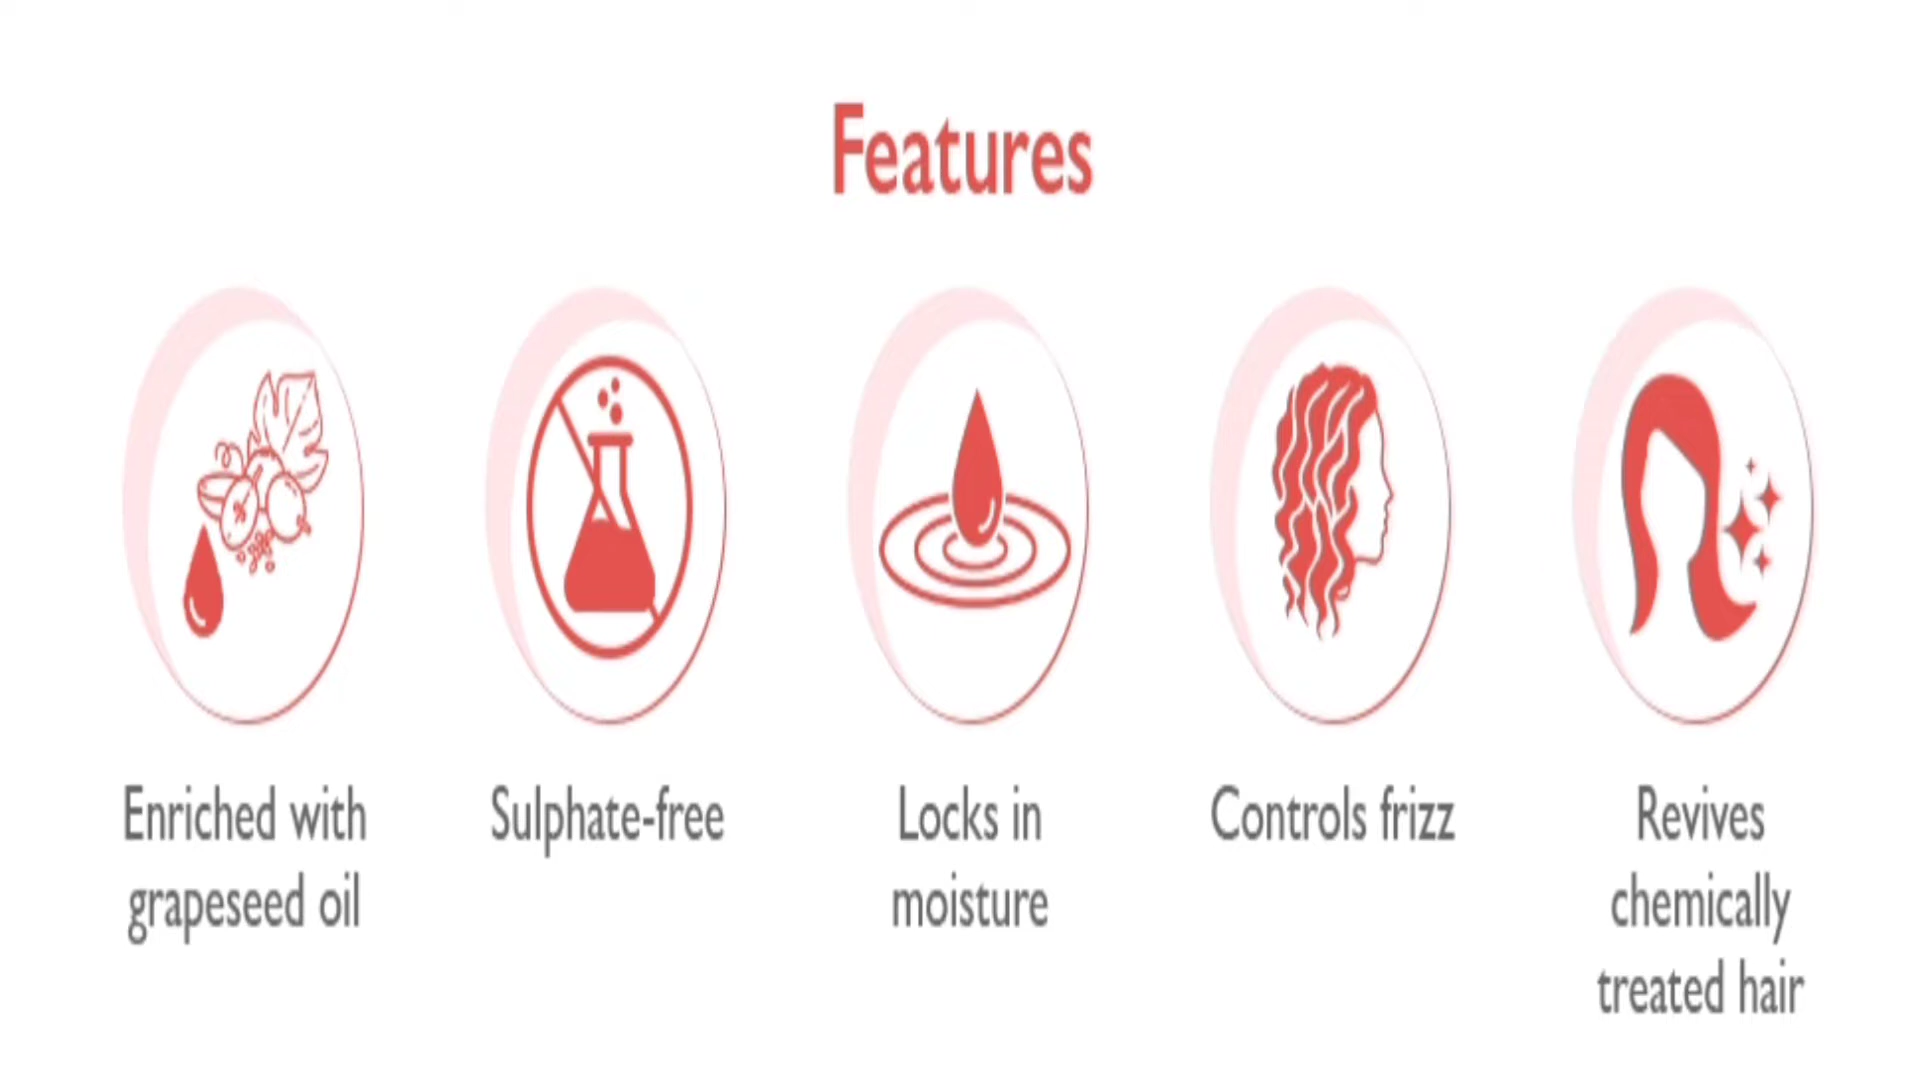 Features
Enriched with
grapeseed oil
Sulphate-free
Locks in
moisture
Controls frizz
Revives
chemically
treated hair